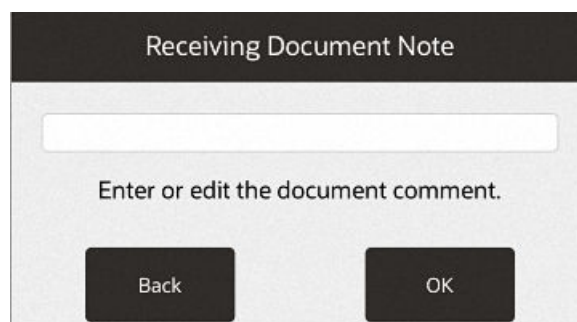 Receiving Document Note
Enter or edit the document comment.
Back
OK